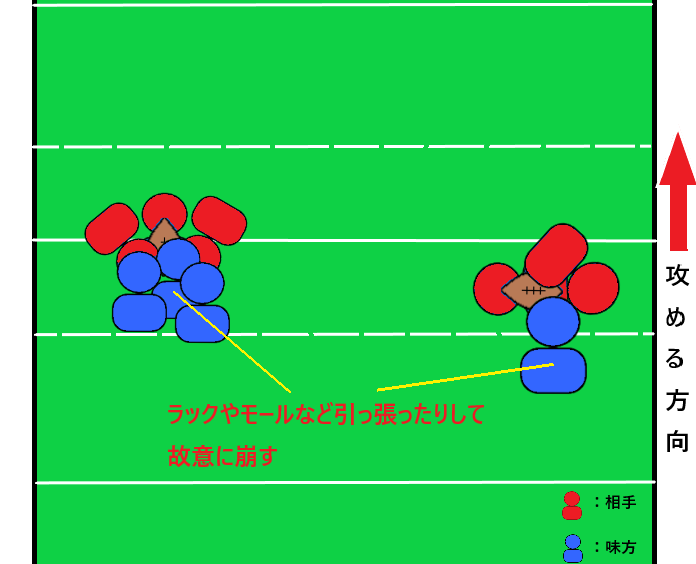 攻める方向
ラックやモールなど引っ張ったりして
故意に崩す
：相手
：味方